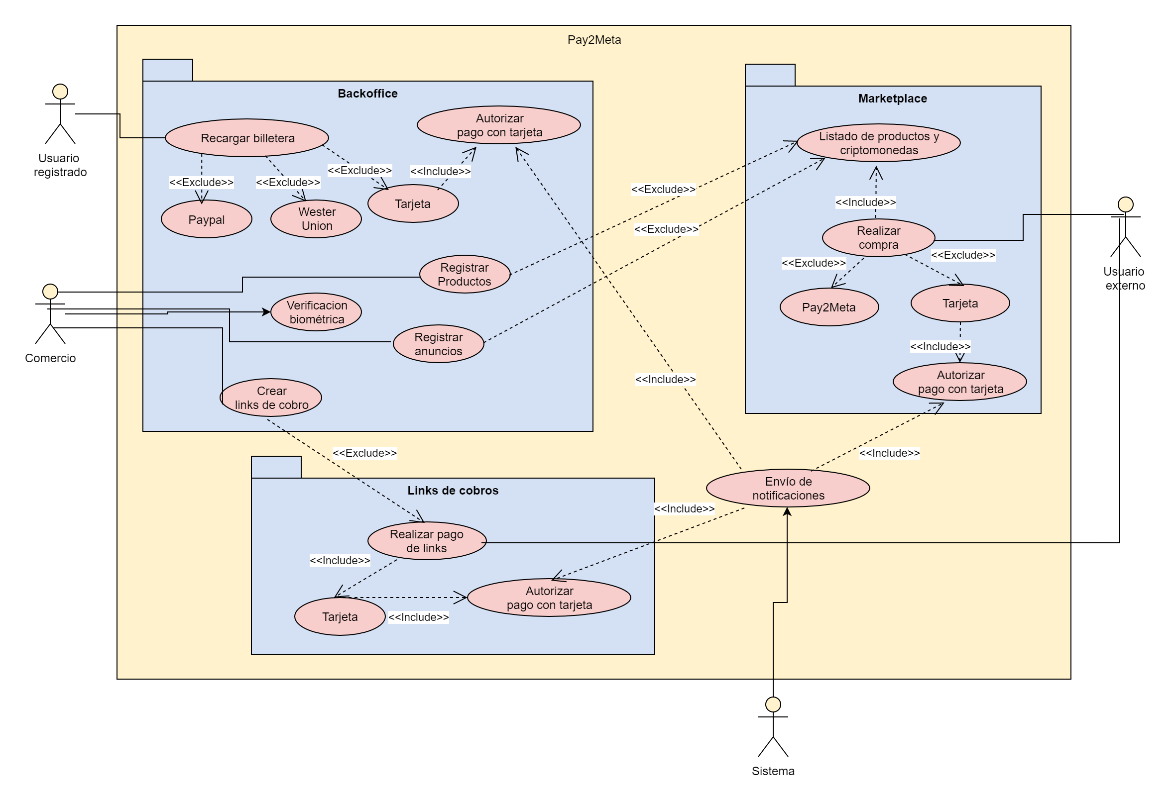 Pay2Meta
Backoffice
Recargar billetera
Autorizar
pago con tarjeta
<<Exclude>>
<<Exclude>>
<<Exclude>>
<<Include>>
Paypal
Wester
Union
Tarjeta
Registrar
Productos
Verificacion
biométrica
Registrar
anuncios
Crear
links de cobro
Usuario
registrado
Comercio
Marketplace
Listado de productos y
criptomonedas
<<Exclude>>
<<Exclude>>
<<Include>>
Realizar
compra
<<Exclude>>
<<Exclude>>
Pay2Meta
Tarjeta
<<Include>>
Autorizar
pago con tarjeta
Usuario
externo
<<Include>>
<<Include>>
<<Exclude>>
Envío de
notificaciones
<<Include>>
Links de cobros
Realizar pago
de links
<<Include>>
Tarjeta
<<Include>>
Autorizar
pago con tarjeta
Sistema